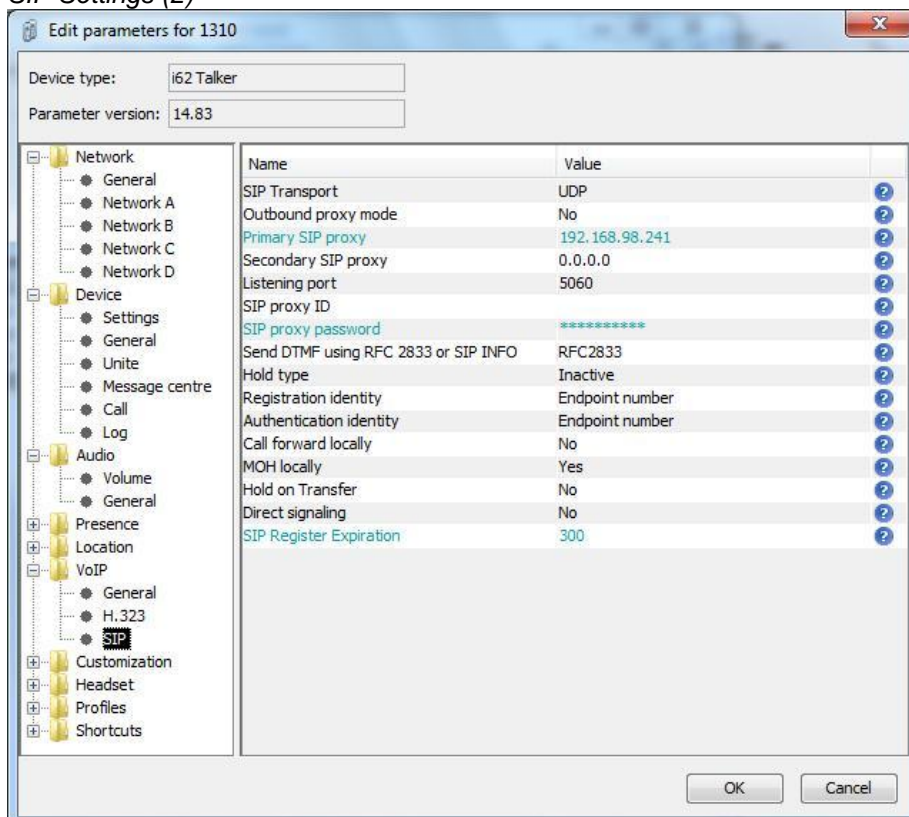 SIP Settings (2)
Edit parameters for 1310
Device type: i62 Talker
Parameter version: 14.83
Network
General
Network A
Network B
Network C
Network D
Device
Settings
General
Unite
Message centre
Call
Log
Audio
Volume
General
Presence
Location
VoIP
General
H.323
SIP
Customization
Headset
Profiles
Shortcuts
Name Value
SIP Transport UDP
Outbound proxy mode No
Primary SIP proxy 192.168.98.241
Secondary SIP proxy 0.0.0.0
Listening port 5060
SIP proxy ID
SIP proxy password **********
Send DTMF using RFC 2833 or SIP INFO RFC2833
Hold type Inactive
Registration identity Endpoint number
Authentication identity Endpoint number
Call forward locally No
MOH locally Yes
Hold on Transfer No
Direct signaling No
SIP Register Expiration 300
OK Cancel